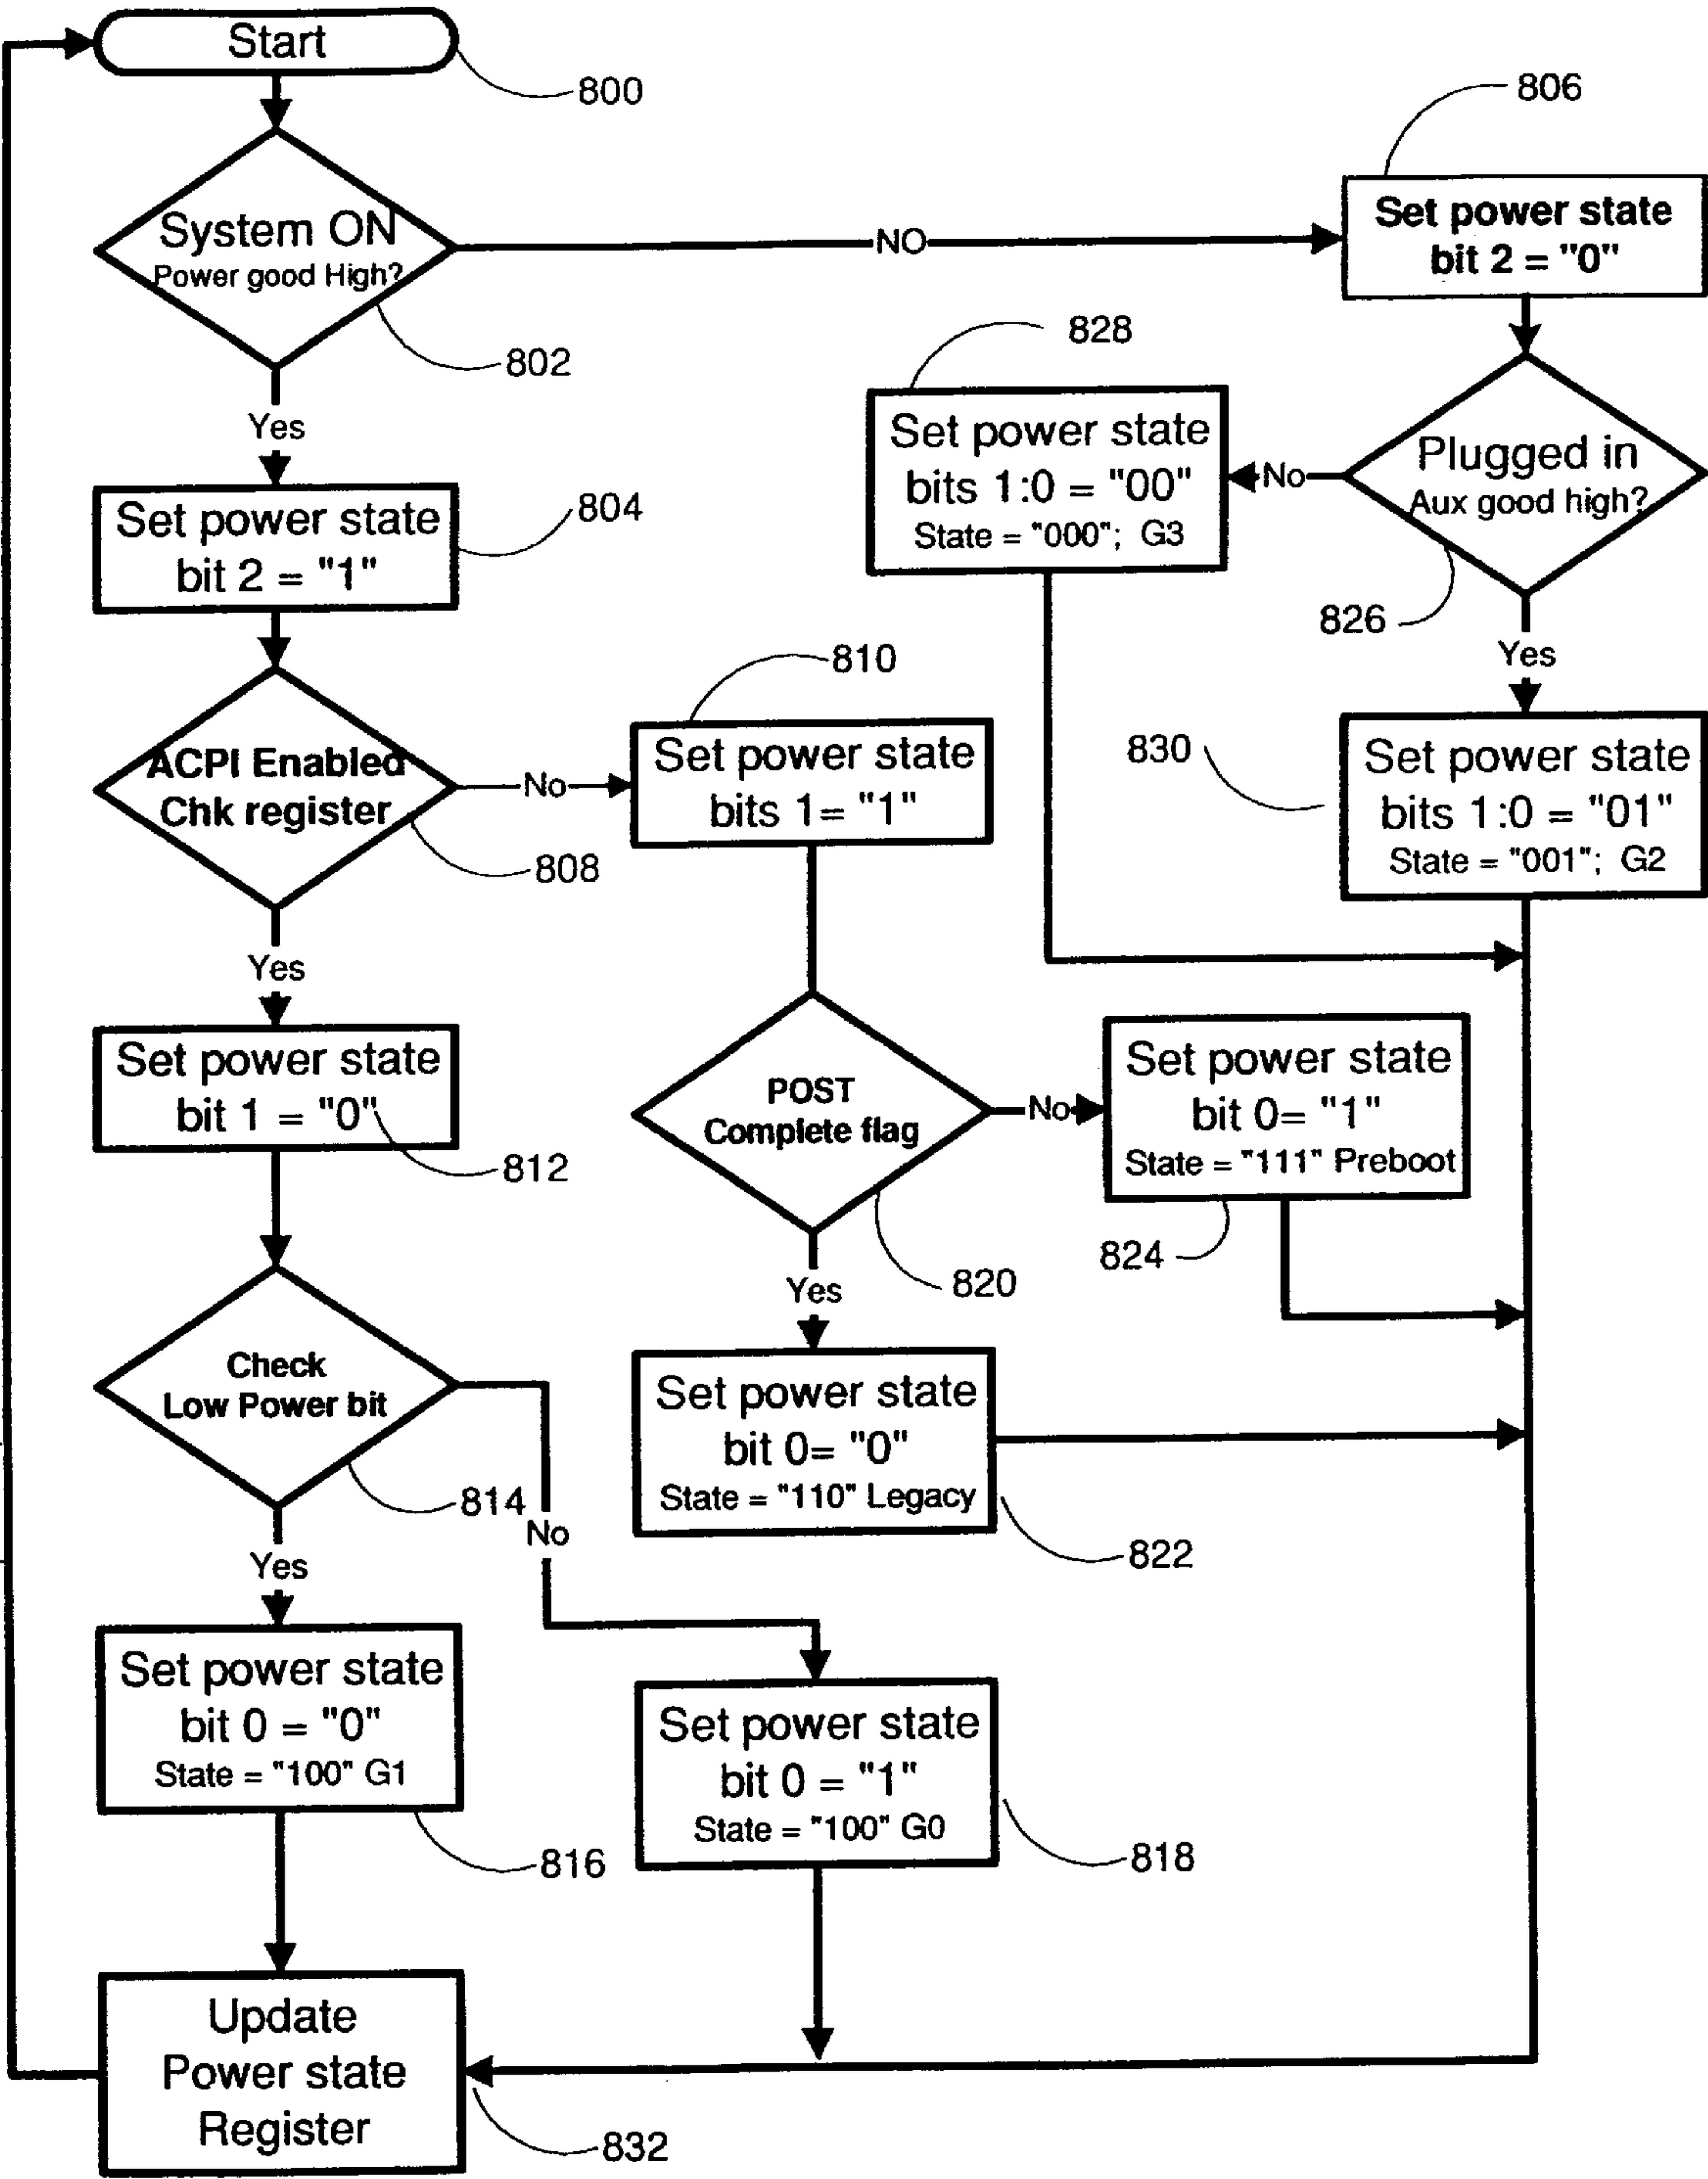 Start
800
System ON
Power good High?
802
NO
806
Set power state
bit 2 = "0"
Yes
828
Set power state
bits 1:0 = "00"
State = "000"; G3
No
Plugged in
Aux good high?
826
Yes
Set power state
bit 2 = "1"
804
830
Set power state
bits 1:0 = "01"
State = "001"; G2
ACPI Enabled
Chk register
808
No
810
Set power state
bits 1= "1"
Yes
Set power state
bit 1 = "0"
812
POST
Complete flag
820
No
Set power state
bit 0= "1"
State = "111" Preboot
824
Yes
Check
Low Power bit
814
No
Set power state
bit 0= "0"
State = "110" Legacy
822
Yes
Set power state
bit 0 = "0"
State = "100" G1
816
Set power state
bit 0 = "1"
State = "100" G0
818
Update
Power state
Register
832